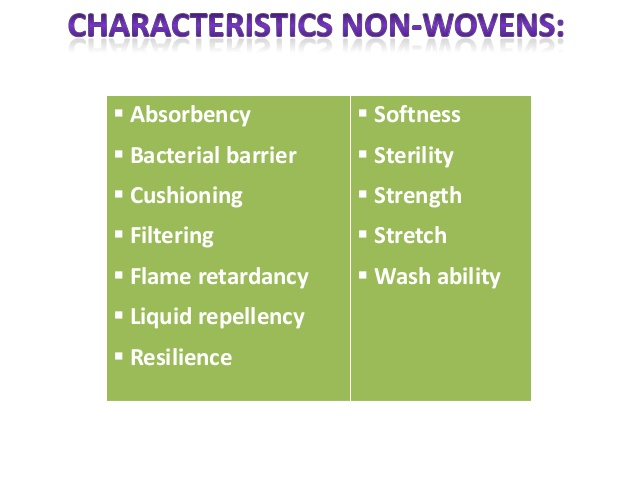 CHARACTERISTICS NON-WOVENS:
▪ Absorbency
▪ Bacterial barrier
▪ Cushioning
▪ Filtering
▪ Flame retardancy
▪ Liquid repellency
▪ Resilience
▪ Softness
▪ Sterility
▪ Strength
▪ Stretch
▪ Wash ability